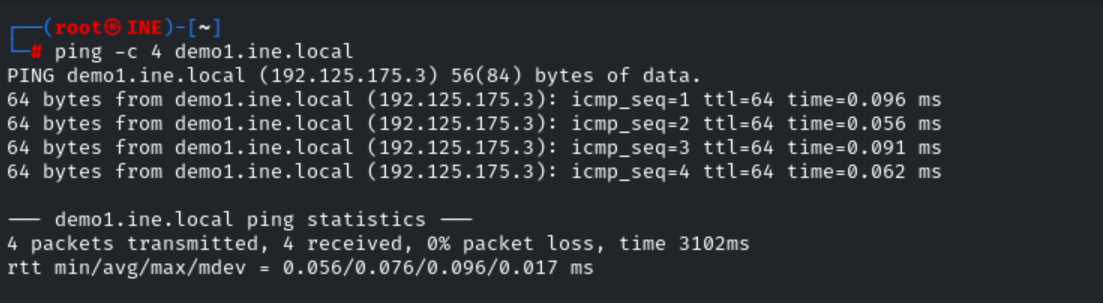 ┌──(root㉿INE)-[~]
└─# ping -c 4 demo1.ine.local
PING demo1.ine.local (192.125.175.3) 56(84) bytes of data.
64 bytes from demo1.ine.local (192.125.175.3): icmp_seq=1 ttl=64 time=0.096 ms
64 bytes from demo1.ine.local (192.125.175.3): icmp_seq=2 ttl=64 time=0.056 ms
64 bytes from demo1.ine.local (192.125.175.3): icmp_seq=3 ttl=64 time=0.091 ms
64 bytes from demo1.ine.local (192.125.175.3): icmp_seq=4 ttl=64 time=0.062 ms
--- demo1.ine.local ping statistics ---
4 packets transmitted, 4 received, 0% packet loss, time 3102ms
rtt min/avg/max/mdev = 0.056/0.076/0.096/0.017 ms